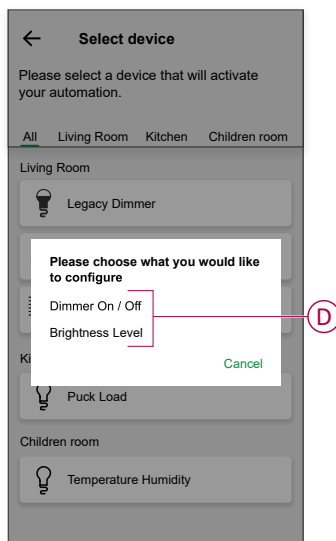 Select device
Please select a device that will activate
your automation.
All Living Room Kitchen Children room
Living Room
Legacy Dimmer
Please choose what you would like
to configure
Dimmer On / Off
Brightness Level
D
Cancel
Ki
Puck Load
Children room
Temperature Humidity